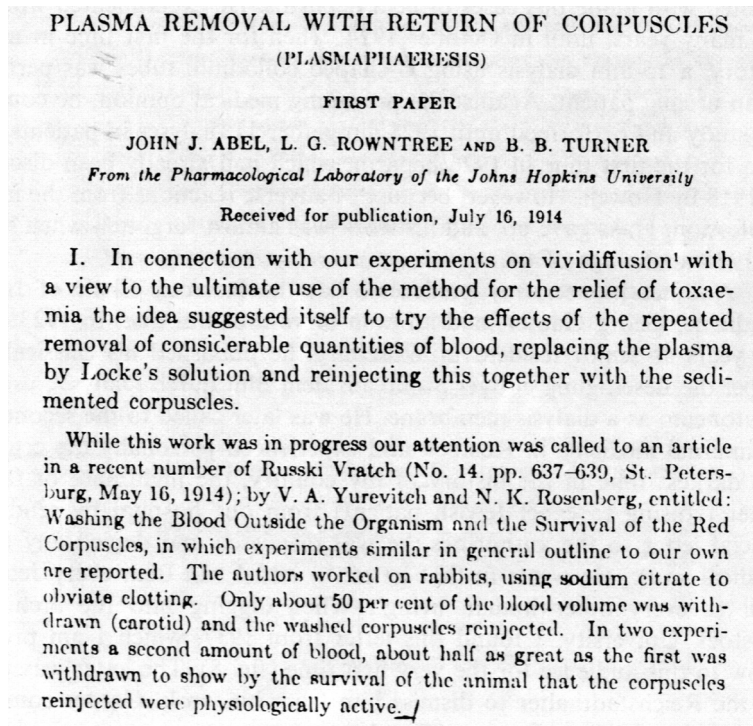 PLASMA REMOVAL WITH RETURN OF CORPUSCLES
(PLASMAPHAERESIS)
FIRST PAPER
JOHN J. ABEL, L. G. ROWNTREE AND B. B. TURNER
From the Pharmacological Laboratory of the Johns Hopkins University
Received for publication, July 16, 1914
I. In connection with our experiments on vividiffusion¹ with
a view to the ultimate use of the method for the relief of toxae-
mia the idea suggested itself to try the effects of the repeated
removal of considerable quantities of blood, replacing the plasma
by Locke's solution and reinjecting this together with the sedi-
mented corpuscles.
While this work was in progress our attention was called to an article
in a recent number of Russki Vratch (No. 14, pp. 637-639, St. Peters-
burg, May 16, 1914); by V. A. Yurevitch and N. K. Rosenberg, entitled:
Washing the Blood Outside the Organism and the Survival of the Red
Corpuscles, in which experiments similar in general outline to our own
are reported. The authors worked on rabbits, using sodium citrate to
obviate clotting. Only about 50 per cent of the blood volume was with-
drawn (carotid) and the washed corpuscles reinjected. In two experi-
ments a second amount of blood, about half as great as the first was
withdrawn to show by the survival of the animal that the corpuscles
reinjected were physiologically active.